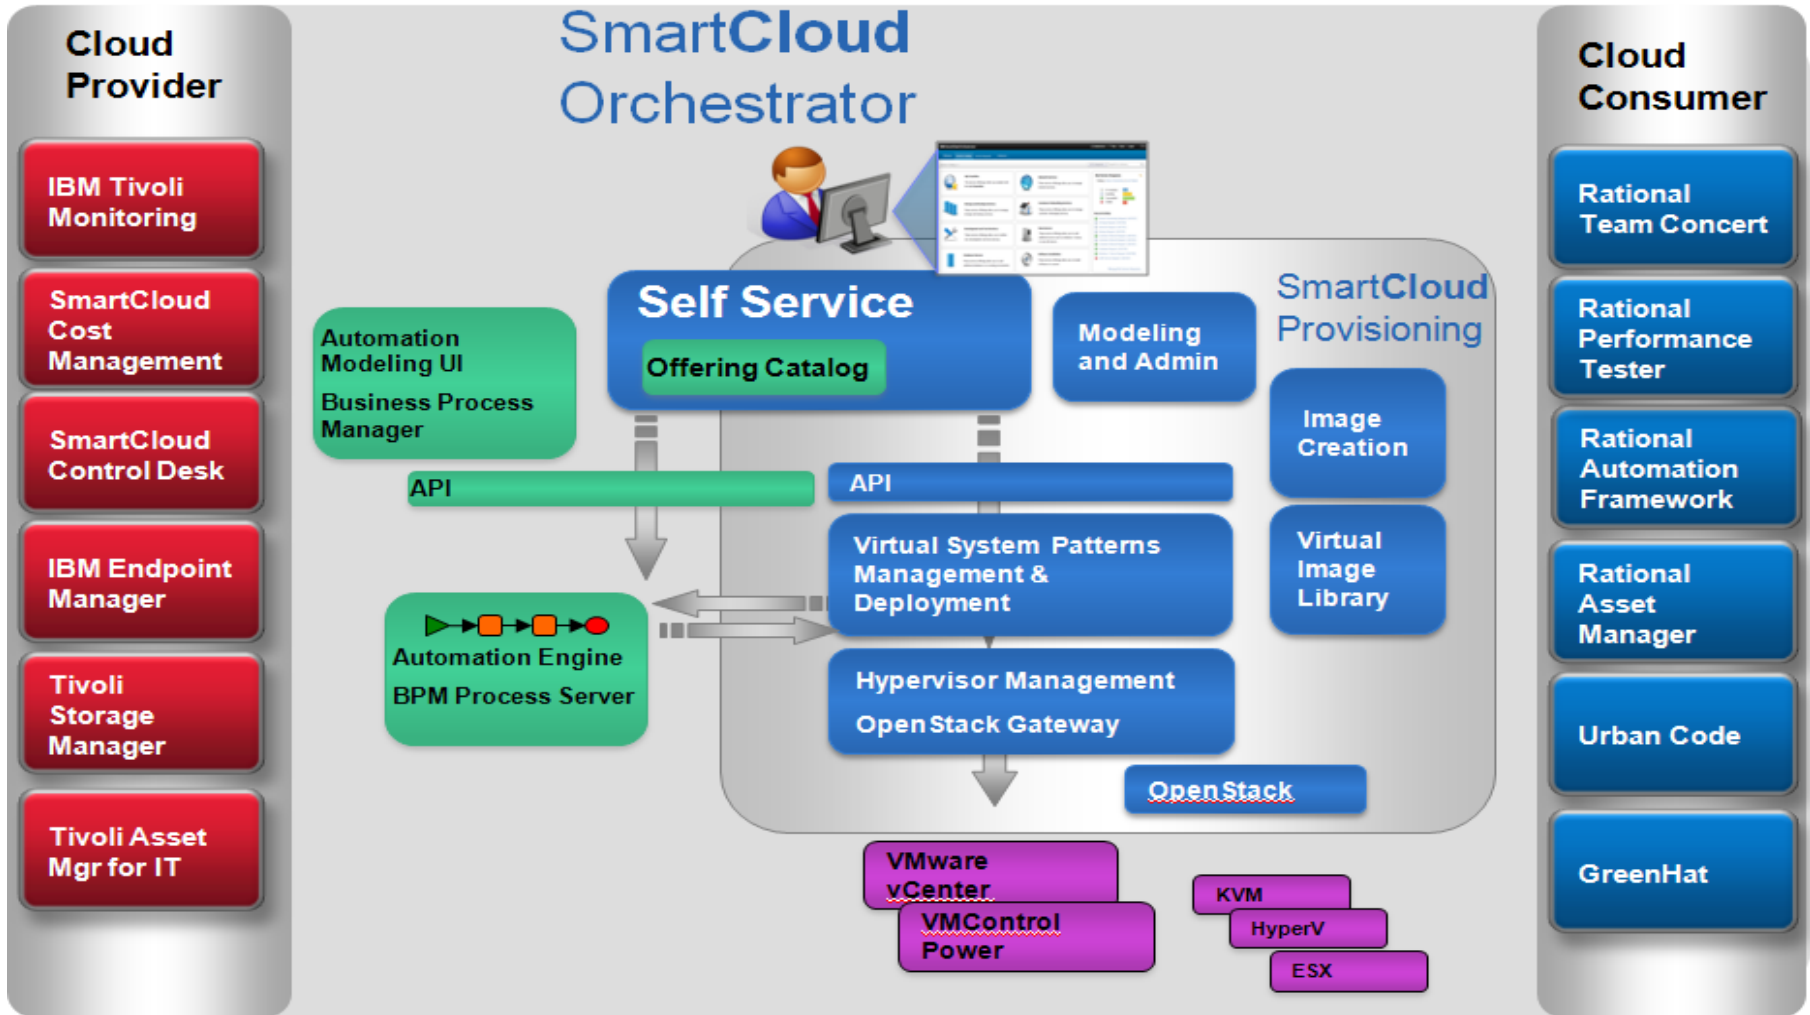 Cloud
Provider
IBM Tivoli
Monitoring
SmartCloud
Cost
Management
SmartCloud
Control Desk
IBM Endpoint
Manager
Tivoli
Storage
Manager
Tivoli Asset
Mgr for IT
SmartCloud
Orchestrator
Self Service
Offering Catalog
Automation
Modeling UI
Business Process
Manager
API
Automation Engine
BPM Process Server
SmartCloud
Provisioning
Modeling
and Admin
Image
Creation
Virtual
Image
Library
API
Virtual System Patterns
Management &
Deployment
Hypervisor Management
OpenStack Gateway
OpenStack
VMware
vCenter
VMControl
Power
KVM
HyperV
ESX
Cloud
Consumer
Rational
Team Concert
Rational
Performance
Tester
Rational
Automation
Framework
Rational
Asset
Manager
Urban Code
GreenHat